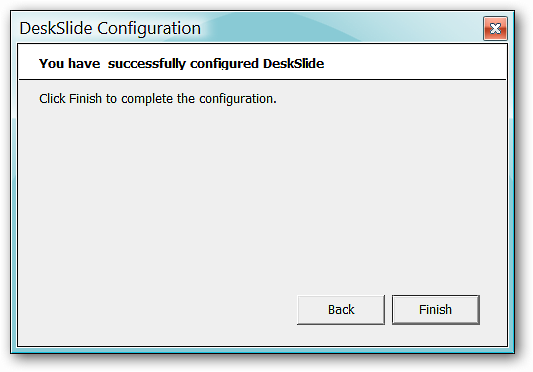 DeskSlide Configuration
You have  successfully configured DeskSlide
Click Finish to complete the configuration.
Back
Finish